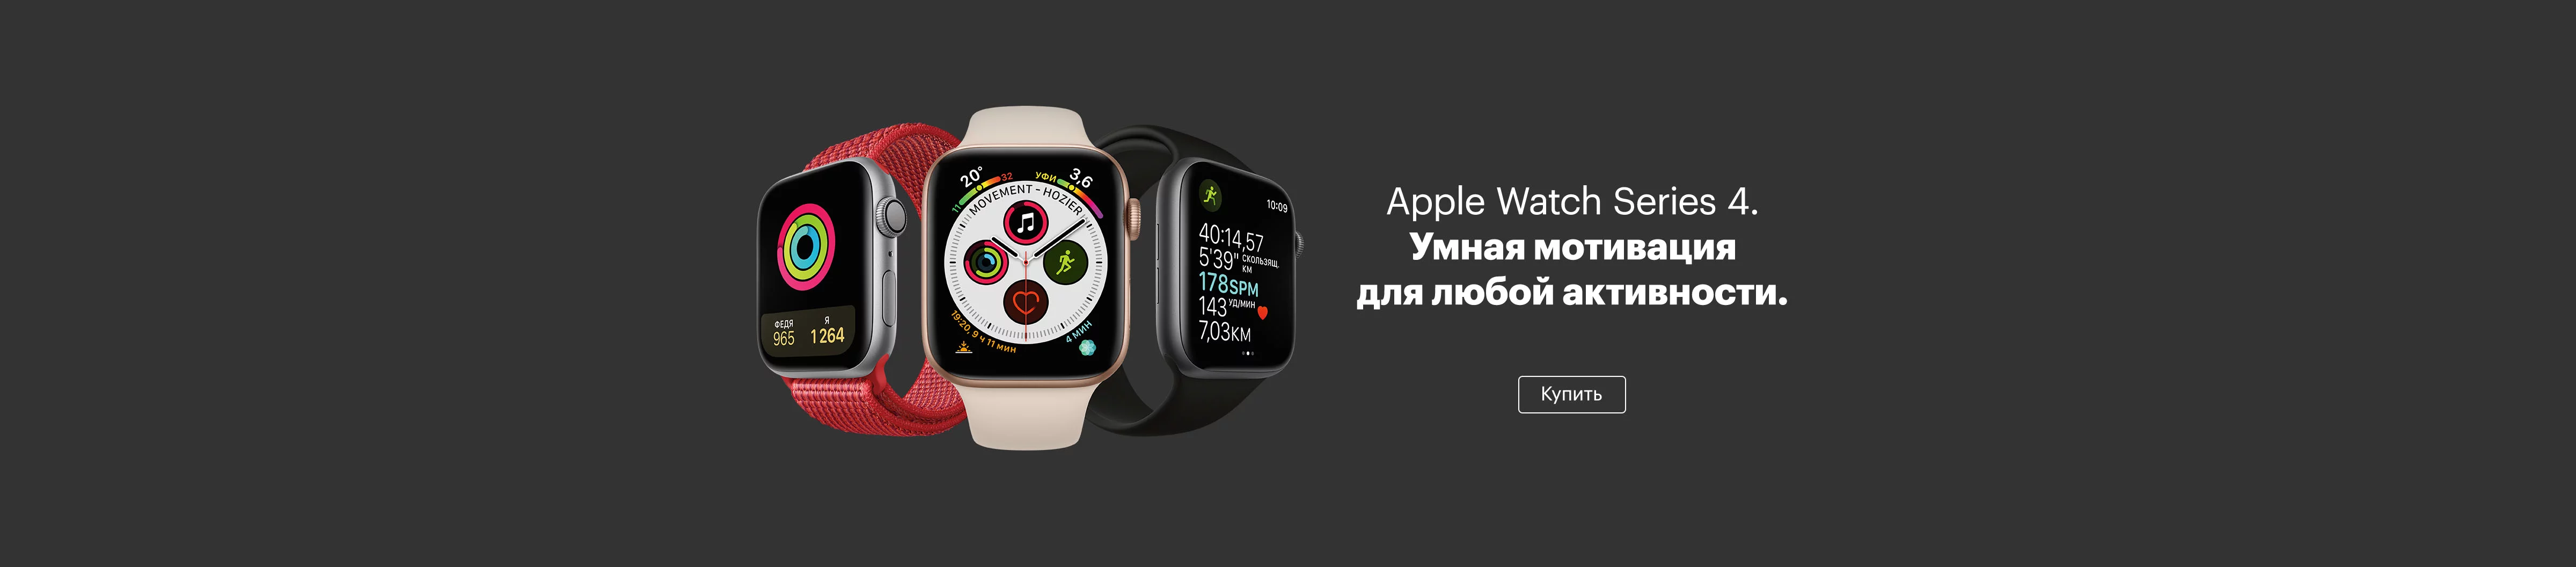 Apple Watch Series 4.
Умная мотивация
для любой активности.
Купить
ФЕДЯ
965
Я
1264
20°
11
32
УФИ
3,6
MOVEMENT – HOZIER
19:20, 9 Ч 11 МИН
4 МИН
10:09
40:14,57
5'39" СКОЛЬЗЯЩ.
КМ
178SPM
143 УД/МИН
7,03КМ